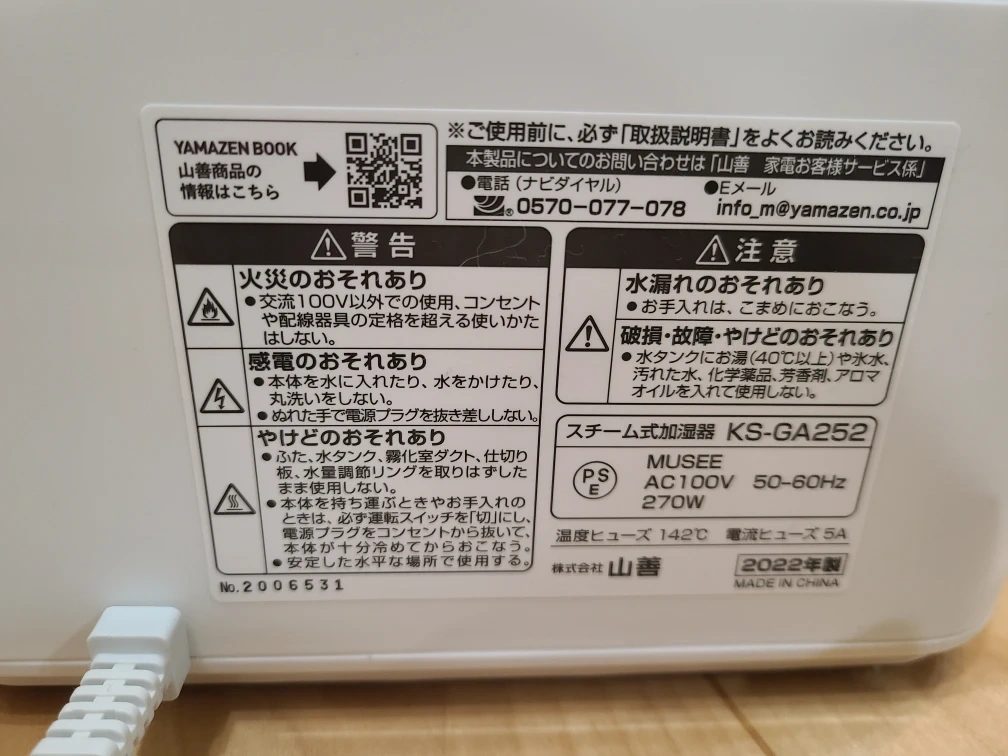 YAMAZEN BOOK
山善商品の
情報はこちら
※ご使用前に、必ず「取扱説明書」をよくお読みください。
本製品についてのお問い合わせは「山善 家電お客様サービス係」
●電話（ナビダイヤル）
®0570-077-078
●Eメール
info_m@yamazen.co.jp
警告
火災のおそれあり
●交流100V以外での使用、コンセント
や配線器具の定格を超える使いかた
はしない。
感電のおそれあり
●本体を水に入れたり、水をかけたり、
丸洗いをしない。
●ぬれた手で電源プラグを抜き差ししない。
やけどのおそれあり
●ふた、水タンク、霧化室ダクト、仕切り
板、水量調節リングを取りはずした
まま使用しない。
●本体を持ち運ぶときやお手入れの
ときは、必ず運転スイッチを「切」にし、
電源プラグをコンセントから抜いて、
本体が十分冷めてからおこなう。
●安定した水平な場所で使用する。
No.2006531
注意
水漏れのおそれあり
●お手入れは、こまめにおこなう。
破損・故障・やけどのおそれあり
●水タンクにお湯（40℃以上）や氷水、
汚れた水、化学薬品、芳香剤、アロマ
オイルを入れて使用しない。
スチーム式加湿器 KS-GA252
PS
E
MUSEE
AC100V 50-60Hz
270W
温度ヒューズ 142℃ 電流ヒューズ 5A
株式会社 山善
2022年製
MADE IN CHINA